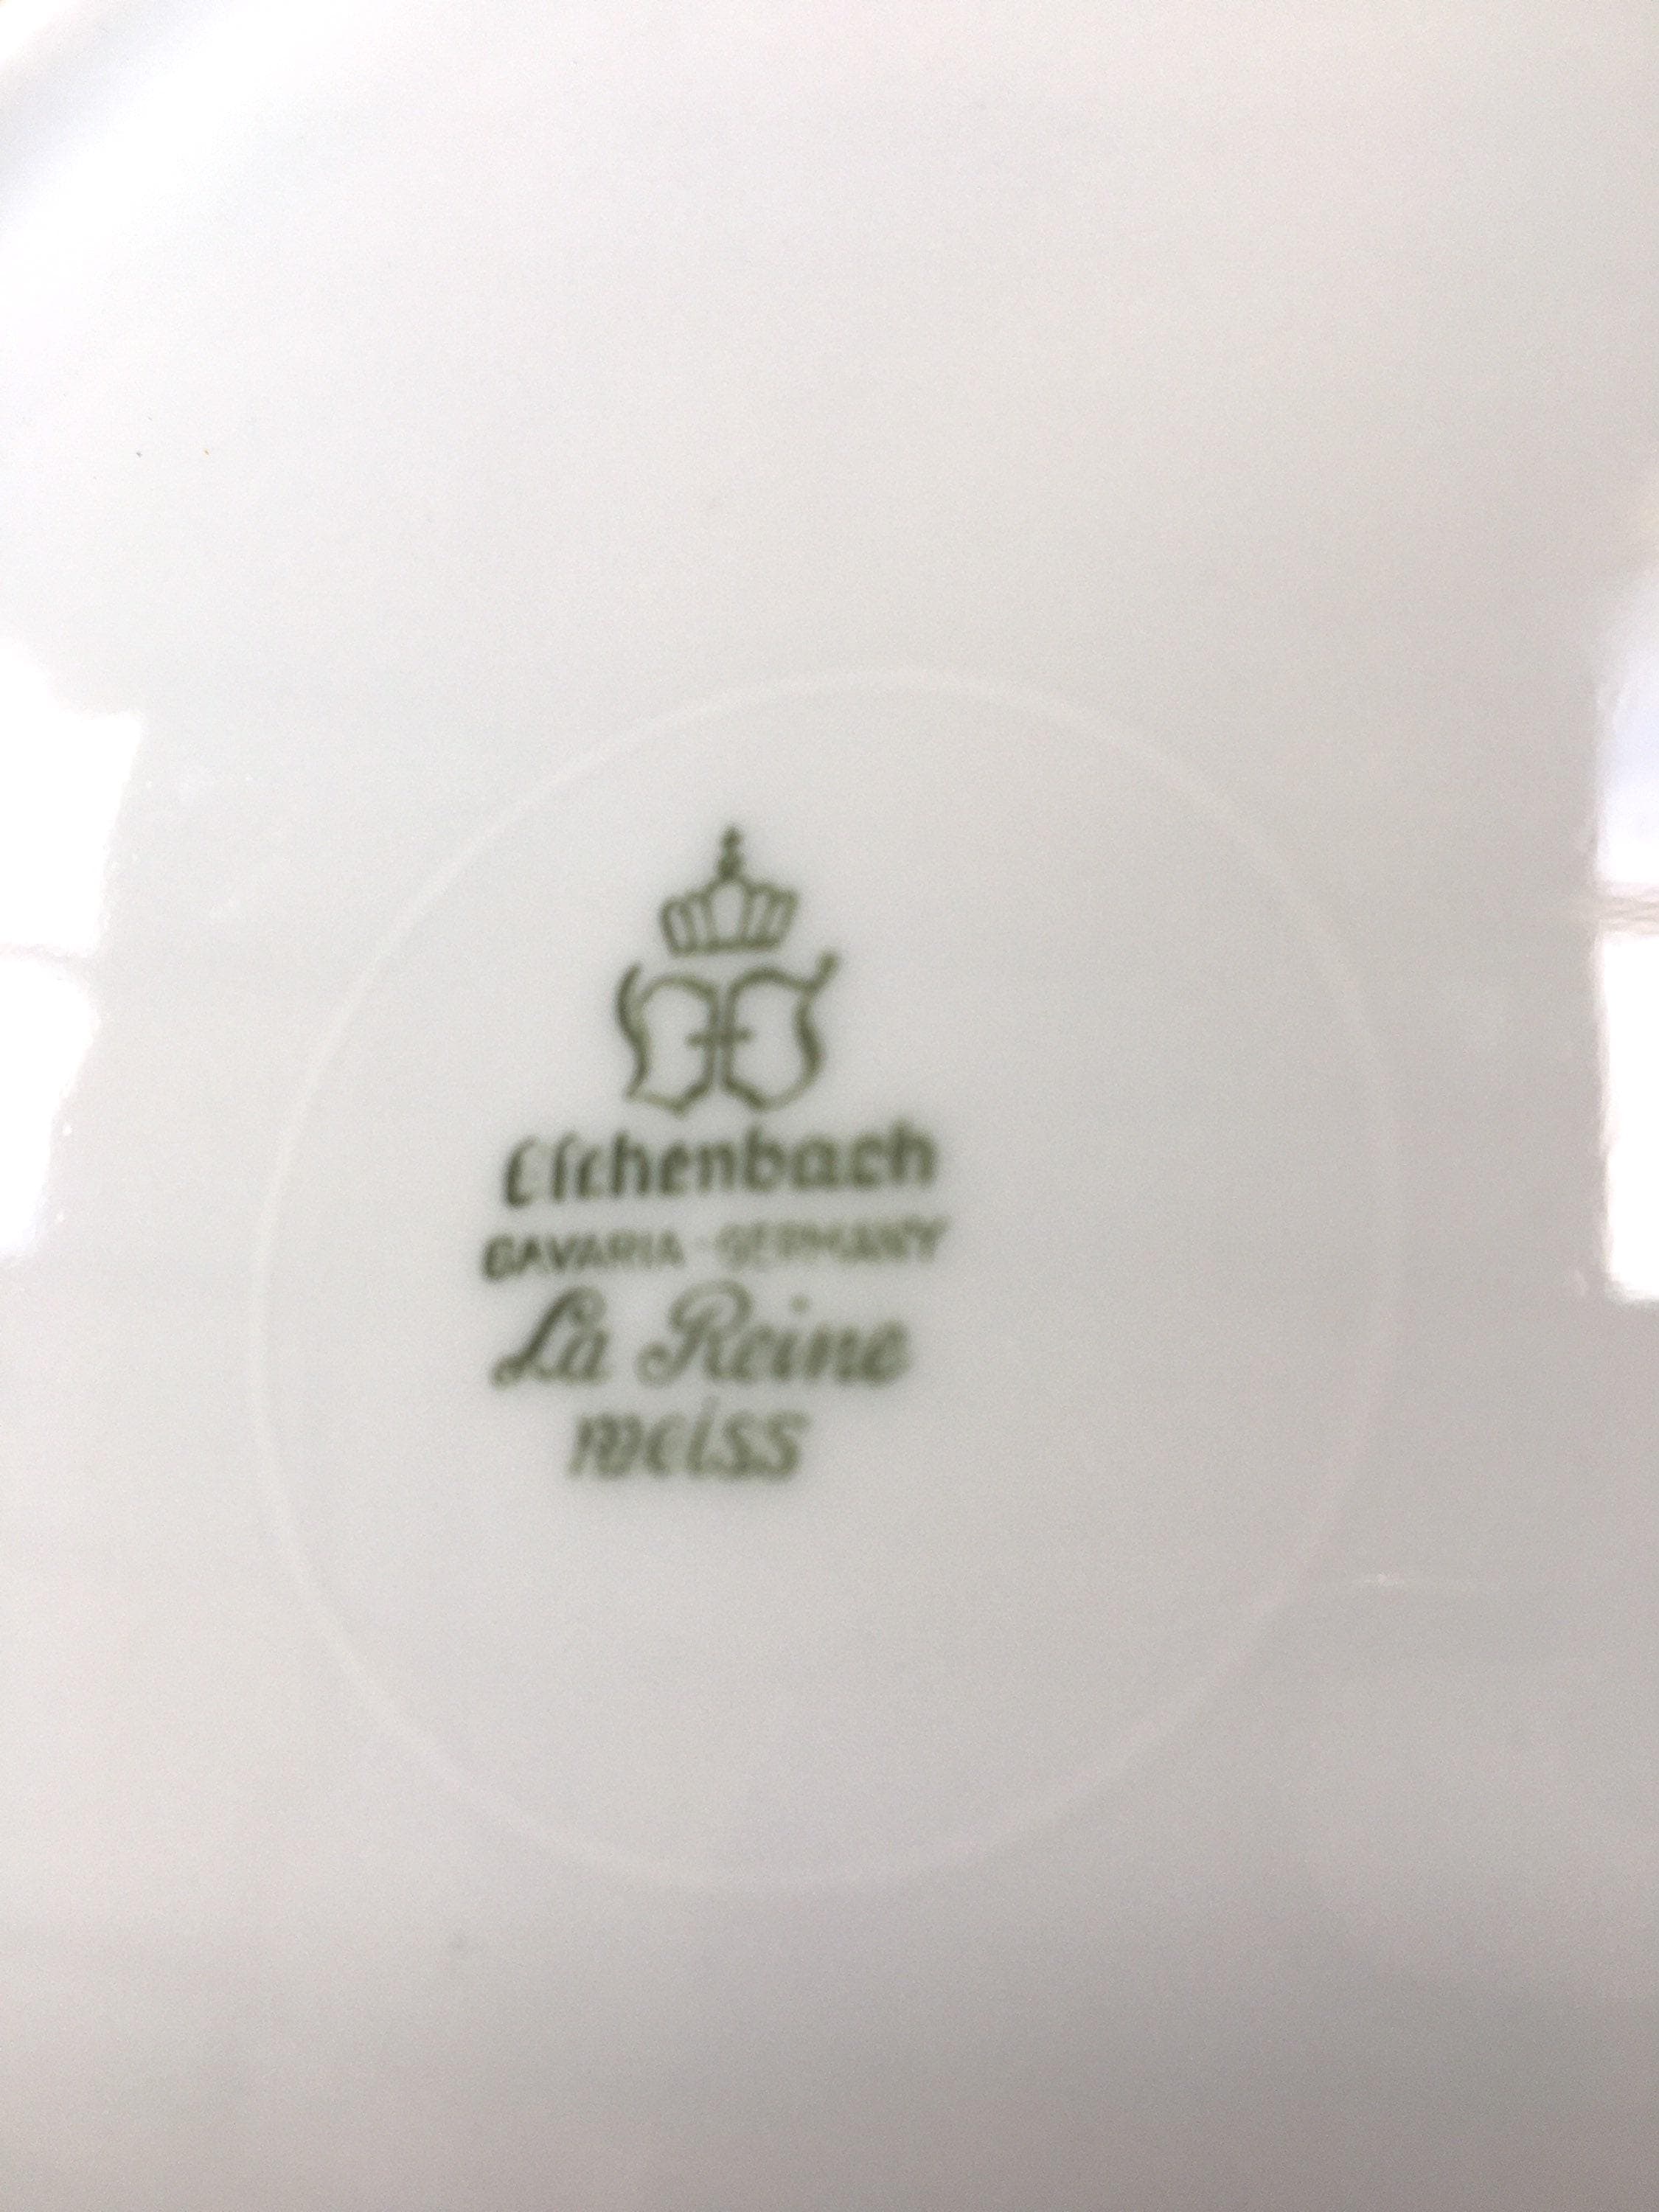 Eſchenbach
BAVARIA - GERMANY
La Reine
weiss